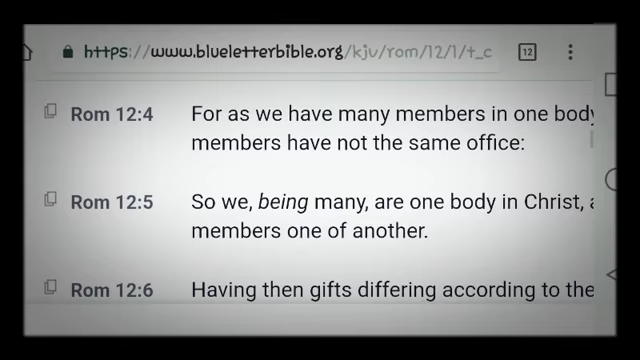 https://www.blueletterbible.org/kjv/rom/12/1/t_c
12
Rom 12:4 For as we have many members in one body
members have not the same office:
Rom 12:5 So we, being many, are one body in Christ,
members one of another.
Rom 12:6 Having then gifts differing according to the